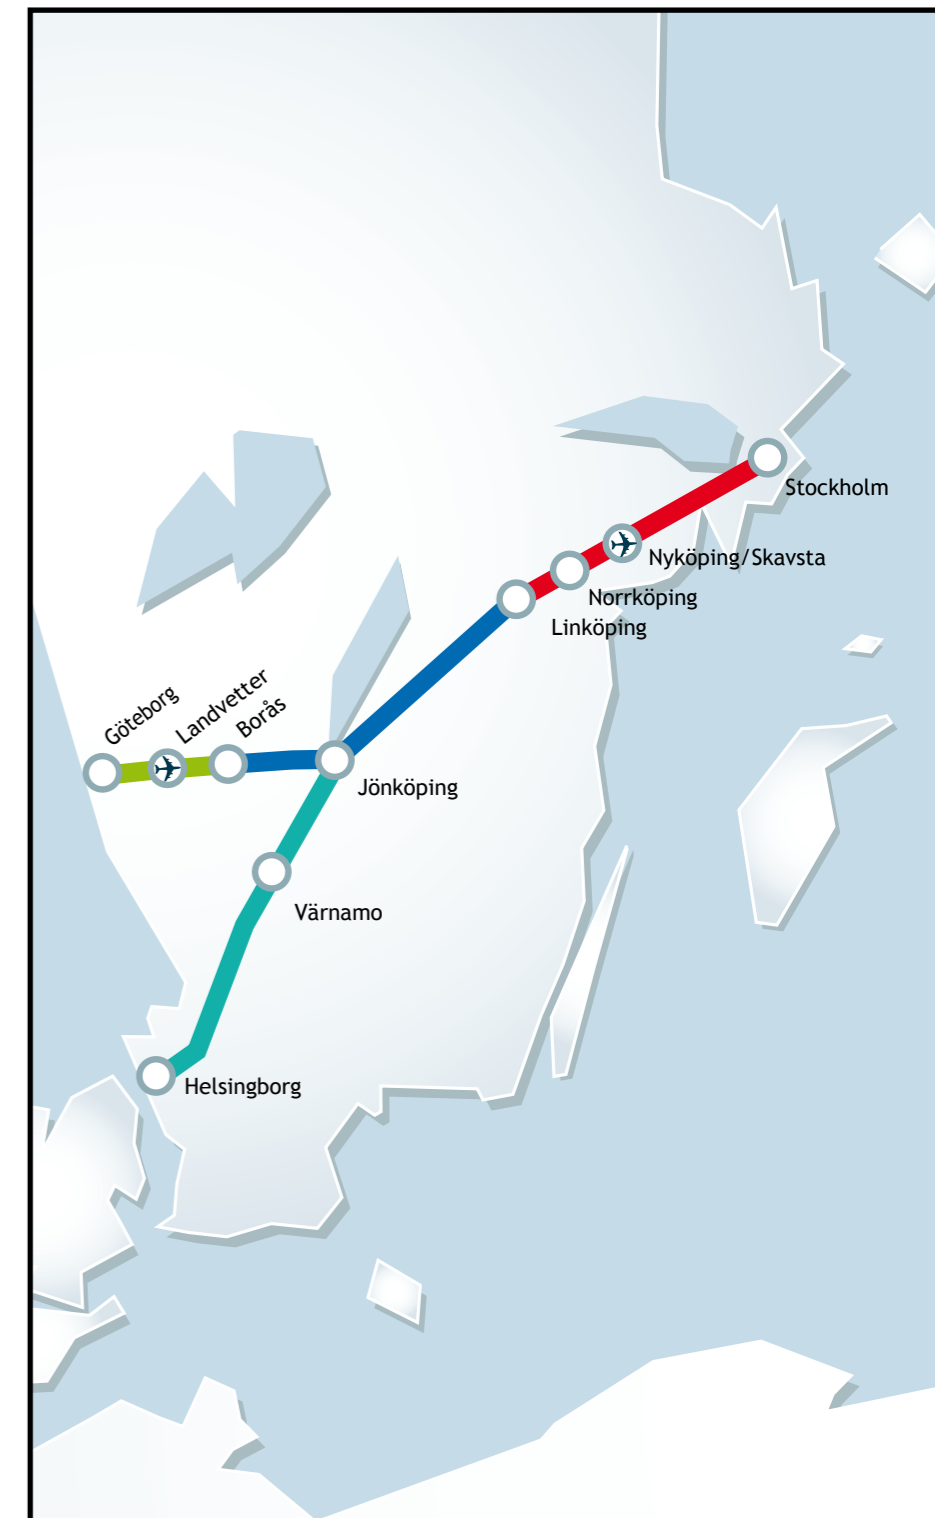 Stockholm
Nyköping/Skavsta
Norrköping
Linköping
Göteborg
Landvetter
Borås
Jönköping
Värnamo
Helsingborg